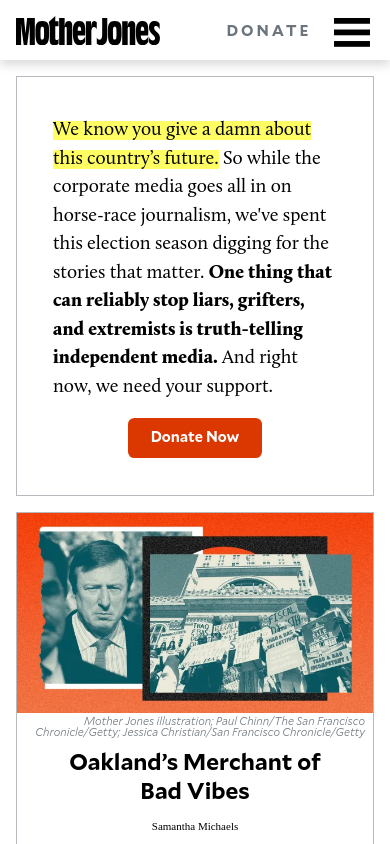 Mother Jones
DONATE
We know you give a damn about
this country’s future. So while the
corporate media goes all in on
horse-race journalism, we've spent
this election season digging for the
stories that matter. One thing that
can reliably stop liars, grifters,
and extremists is truth-telling
independent media. And right
now, we need your support.
Donate Now
Mother Jones illustration; Paul Chinn/The San Francisco
Chronicle/Getty; Jessica Christian/San Francisco Chronicle/Getty
Oakland’s Merchant of
Bad Vibes
Samantha Michaels